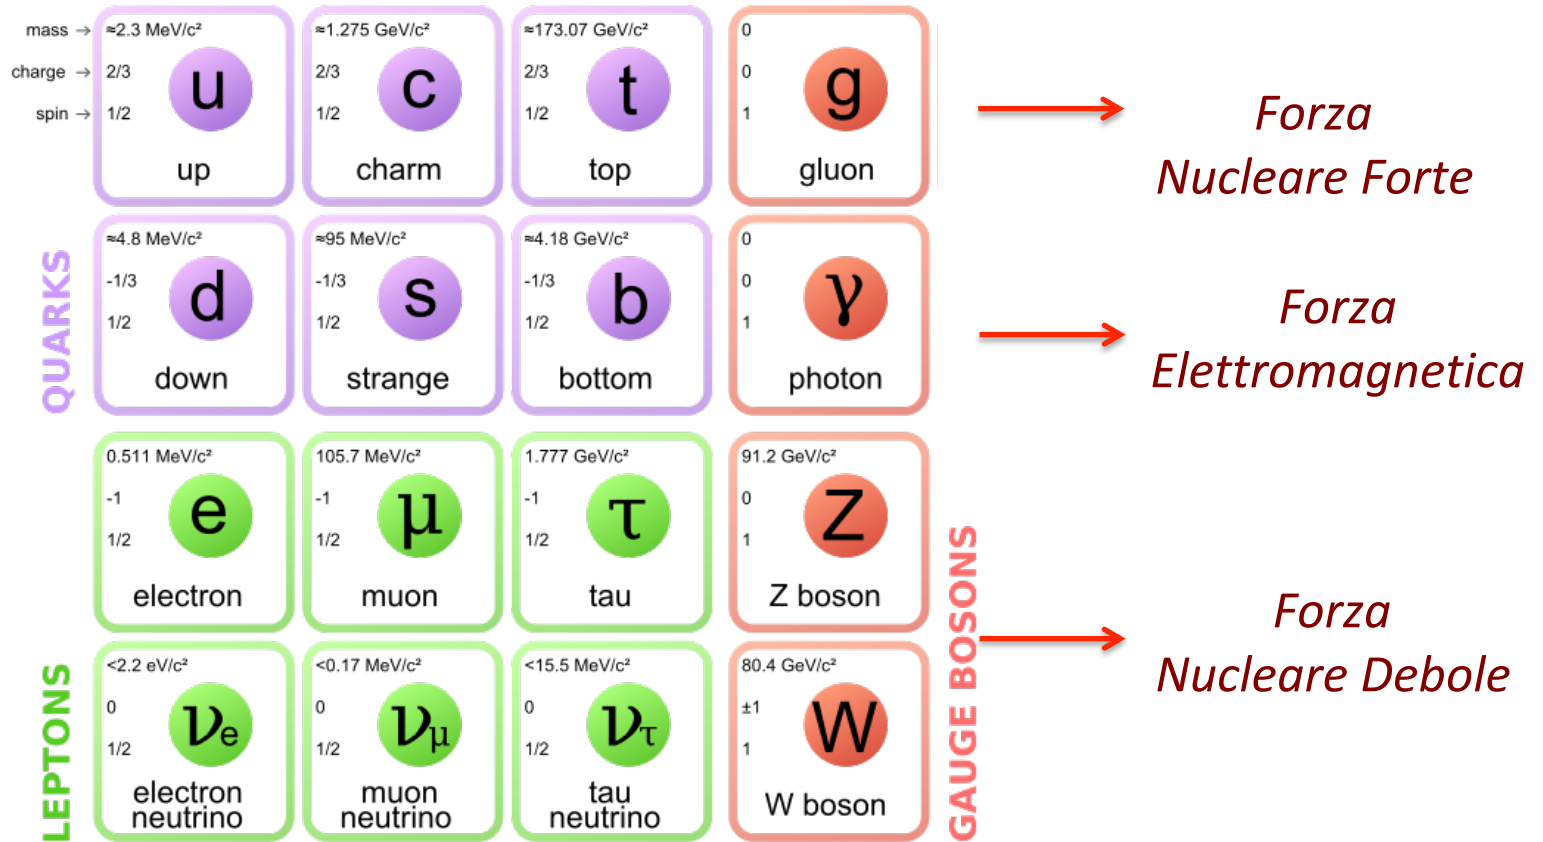 mass →
charge →
spin →
≈2.3 MeV/c²
2/3
1/2
u
up
≈1.275 GeV/c²
2/3
1/2
c
charm
≈173.07 GeV/c²
2/3
1/2
t
top
0
0
1
g
gluon
Forza
Nucleare Forte
QUARKS
≈4.8 MeV/c²
-1/3
1/2
d
down
≈95 MeV/c²
-1/3
1/2
s
strange
≈4.18 GeV/c²
-1/3
1/2
b
bottom
0
0
1
γ
photon
Forza
Elettromagnetica
0.511 MeV/c²
-1
1/2
e
electron
105.7 MeV/c²
-1
1/2
μ
muon
1.777 GeV/c²
-1
1/2
τ
tau
91.2 GeV/c²
0
1
Z
Z boson
LEPTONS
<2.2 eV/c²
0
1/2
νe
electron
neutrino
<0.17 MeV/c²
0
1/2
νμ
muon
neutrino
<15.5 MeV/c²
0
1/2
ντ
tau
neutrino
80.4 GeV/c²
±1
1
W
W boson
GAUGE BOSONS
Forza
Nucleare Debole